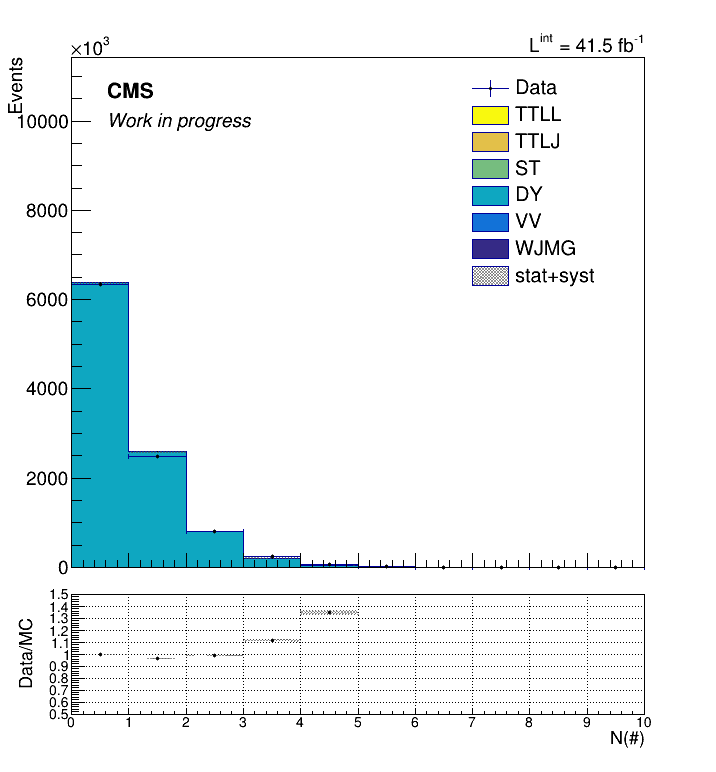 ×10³
L^int = 41.5 fb⁻¹
Events
CMS
Work in progress
Data
TTLL
TTLJ
ST
DY
VV
WJMG
stat+syst
10000
8000
6000
4000
2000
0
Data/MC
1.5
1.4
1.3
1.2
1.1
1
0.9
0.8
0.7
0.6
0.5
0 1 2 3 4 5 6 7 8 9 10
N(#)